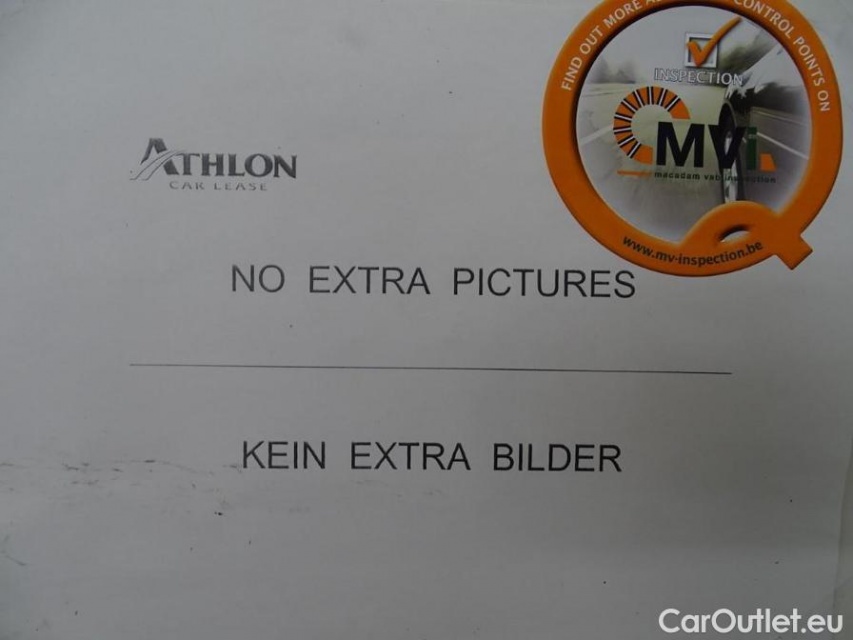 FIND OUT MORE
CONTROL POINTS ON
INSPECTION
MVi
macadam vab inspection
www.mv-inspection.be
ATHLON
CAR LEASE
NO EXTRA PICTURES
KEIN EXTRA BILDER
CarOutlet.eu